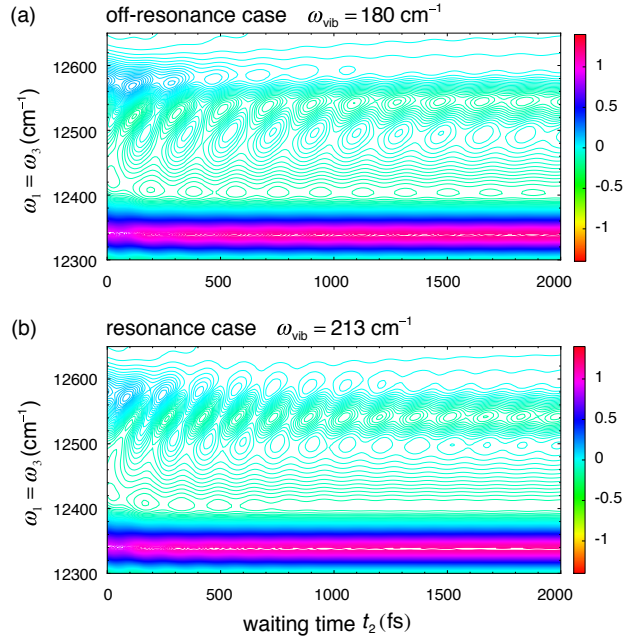 (a) off-resonance case ω_vib = 180 cm⁻¹
ω₁ = ω₃ (cm⁻¹)
12600
12500
12400
12300
0 500 1000 1500 2000
1
0.5
0
-0.5
-1
(b) resonance case ω_vib = 213 cm⁻¹
ω₁ = ω₃ (cm⁻¹)
12600
12500
12400
12300
0 500 1000 1500 2000
1
0.5
0
-0.5
-1
waiting time t₂ (fs)